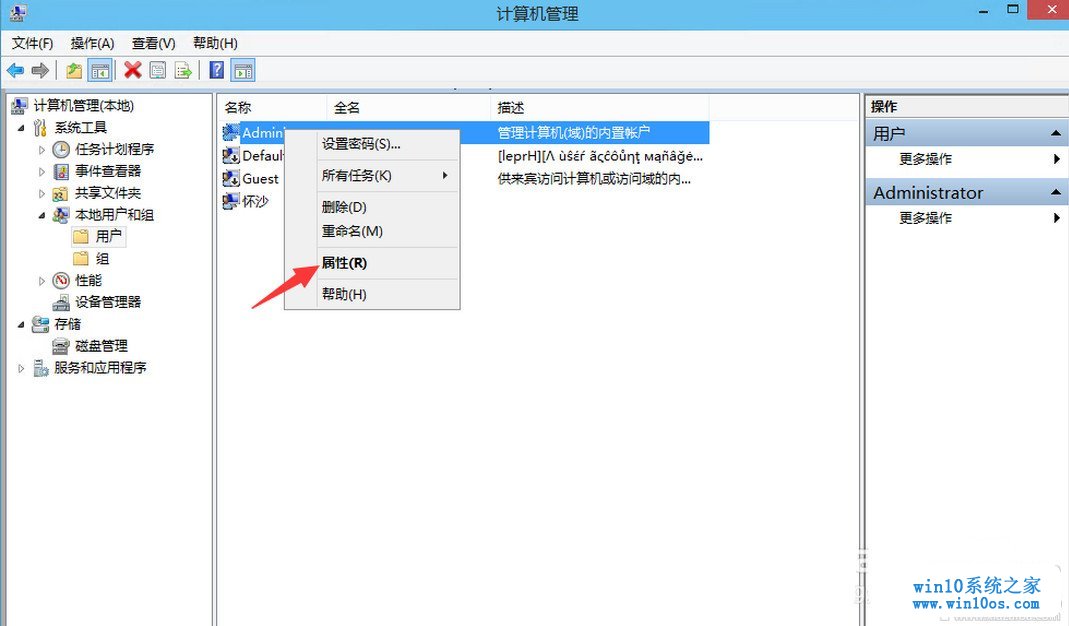 计算机管理
文件(F) 操作(A) 查看(V) 帮助(H)
计算机管理(本地)
系统工具
任务计划程序
事件查看器
共享文件夹
本地用户和组
用户
组
性能
设备管理器
存储
磁盘管理
服务和应用程序
名称 全名 描述
Admini 管理计算机(域)的内置帐户
Defaul
Guest 供来宾访问计算机或访问域的内...
怀沙
设置密码(S)...
所有任务(K)
删除(D)
重命名(M)
属性(R)
帮助(H)
操作
用户
更多操作
Administrator
更多操作
win10系统之家
www.win10os.com